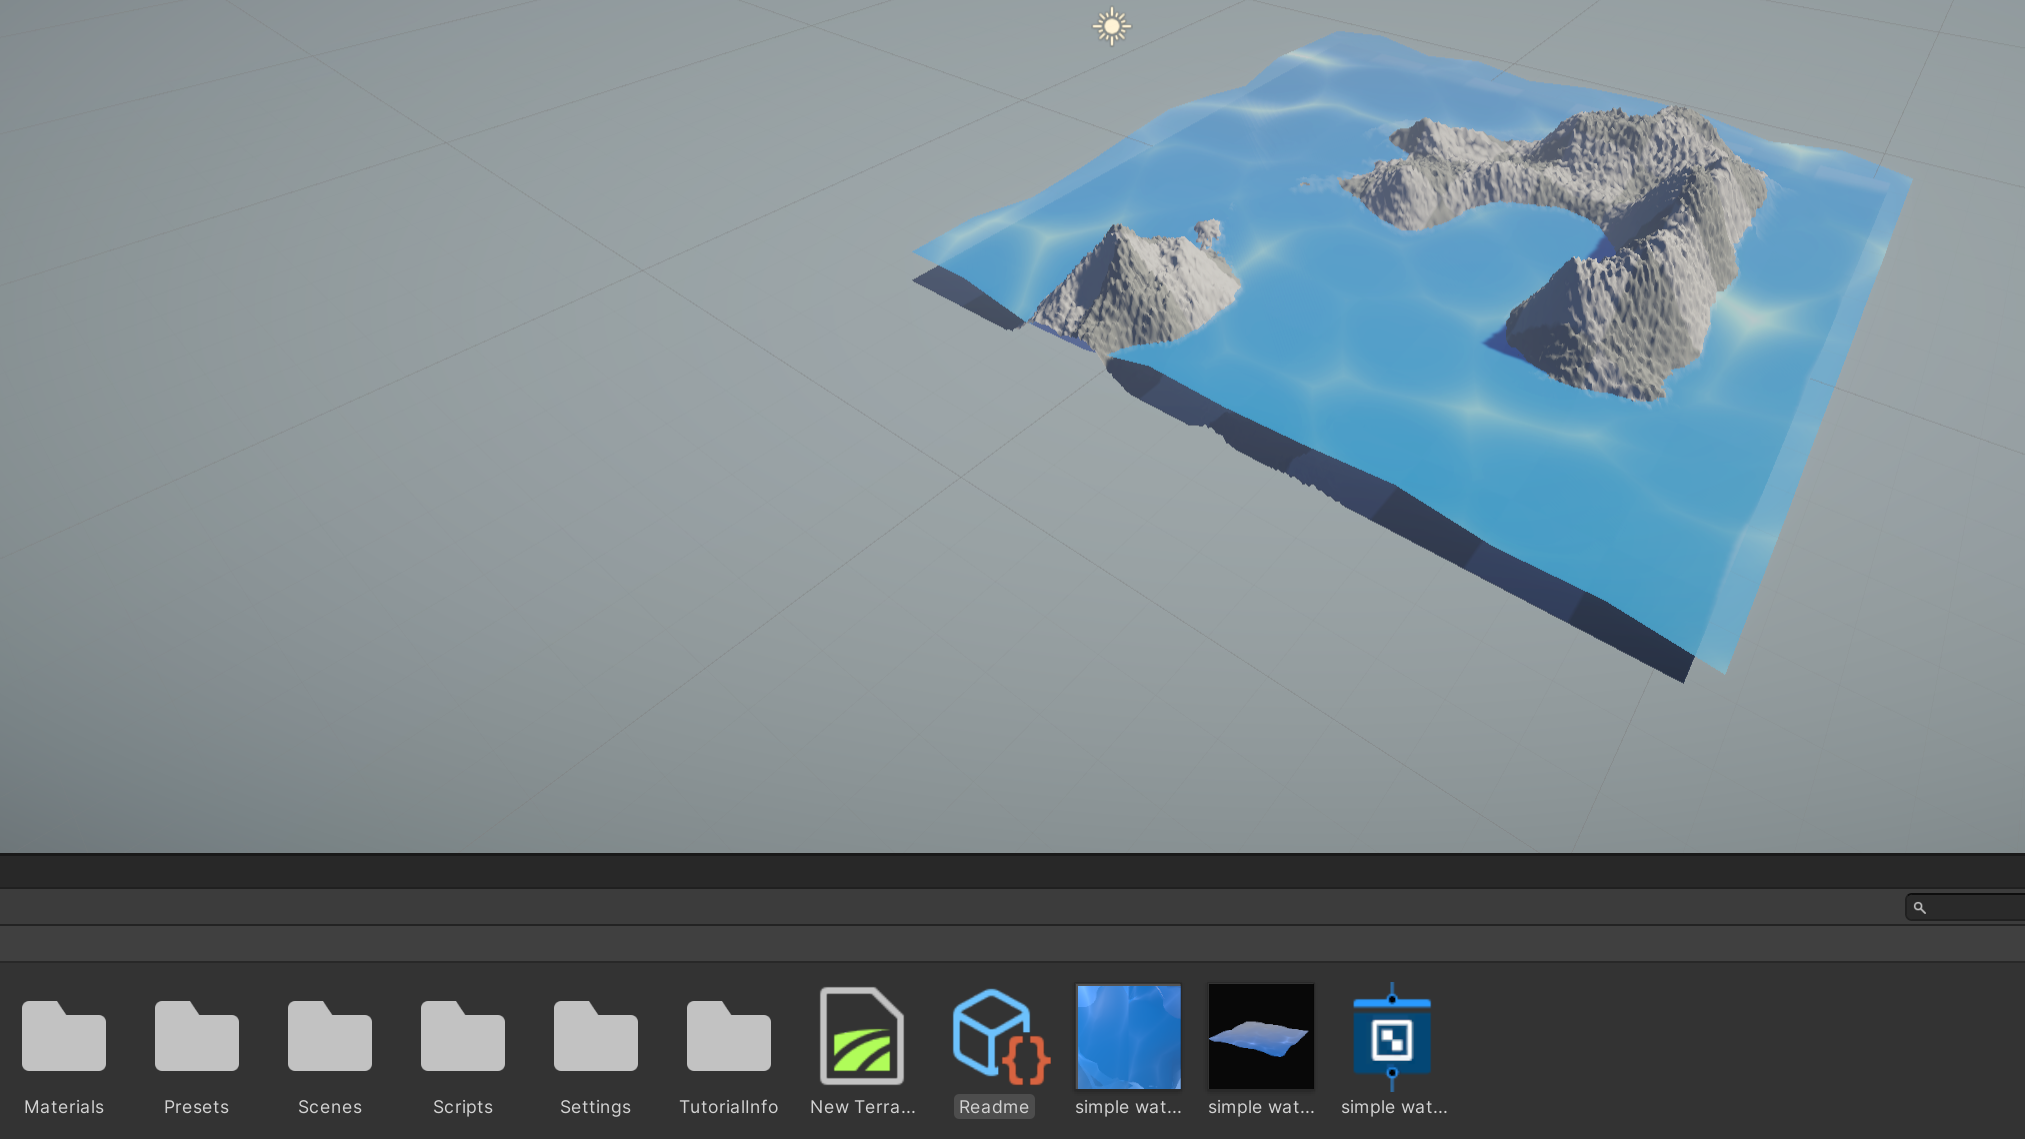 Materials
Presets
Scenes
Scripts
Settings
TutorialInfo
New Terra...
Readme
simple wat...
simple wat...
simple wat...